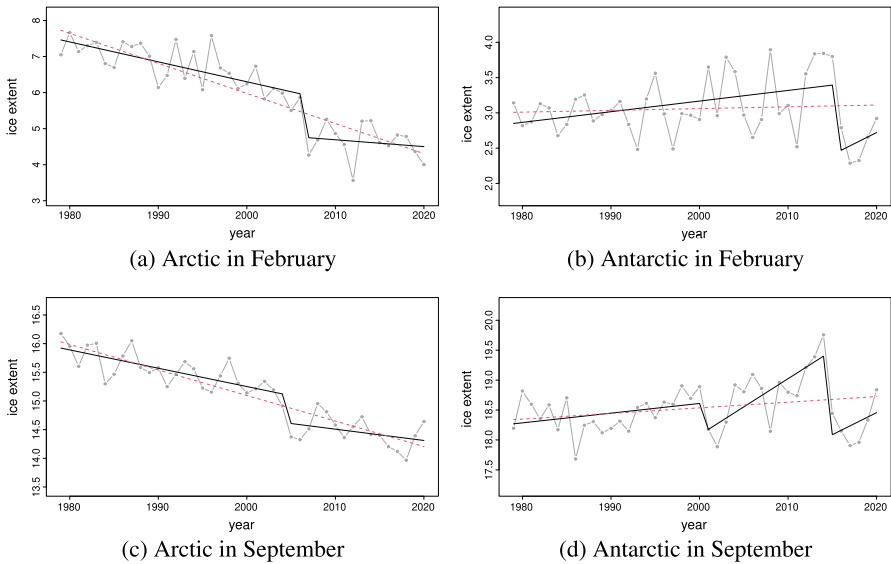 8
7
6
5
4
3
ice extent
1980 1990 2000 2010 2020
year
(a) Arctic in February
4.0
3.5
3.0
2.5
2.0
ice extent
1980 1990 2000 2010 2020
year
(b) Antarctic in February
16.5
16.0
15.5
15.0
14.5
14.0
13.5
ice extent
1980 1990 2000 2010 2020
year
(c) Arctic in September
20.0
19.5
19.0
18.5
18.0
17.5
ice extent
1980 1990 2000 2010 2020
year
(d) Antarctic in September